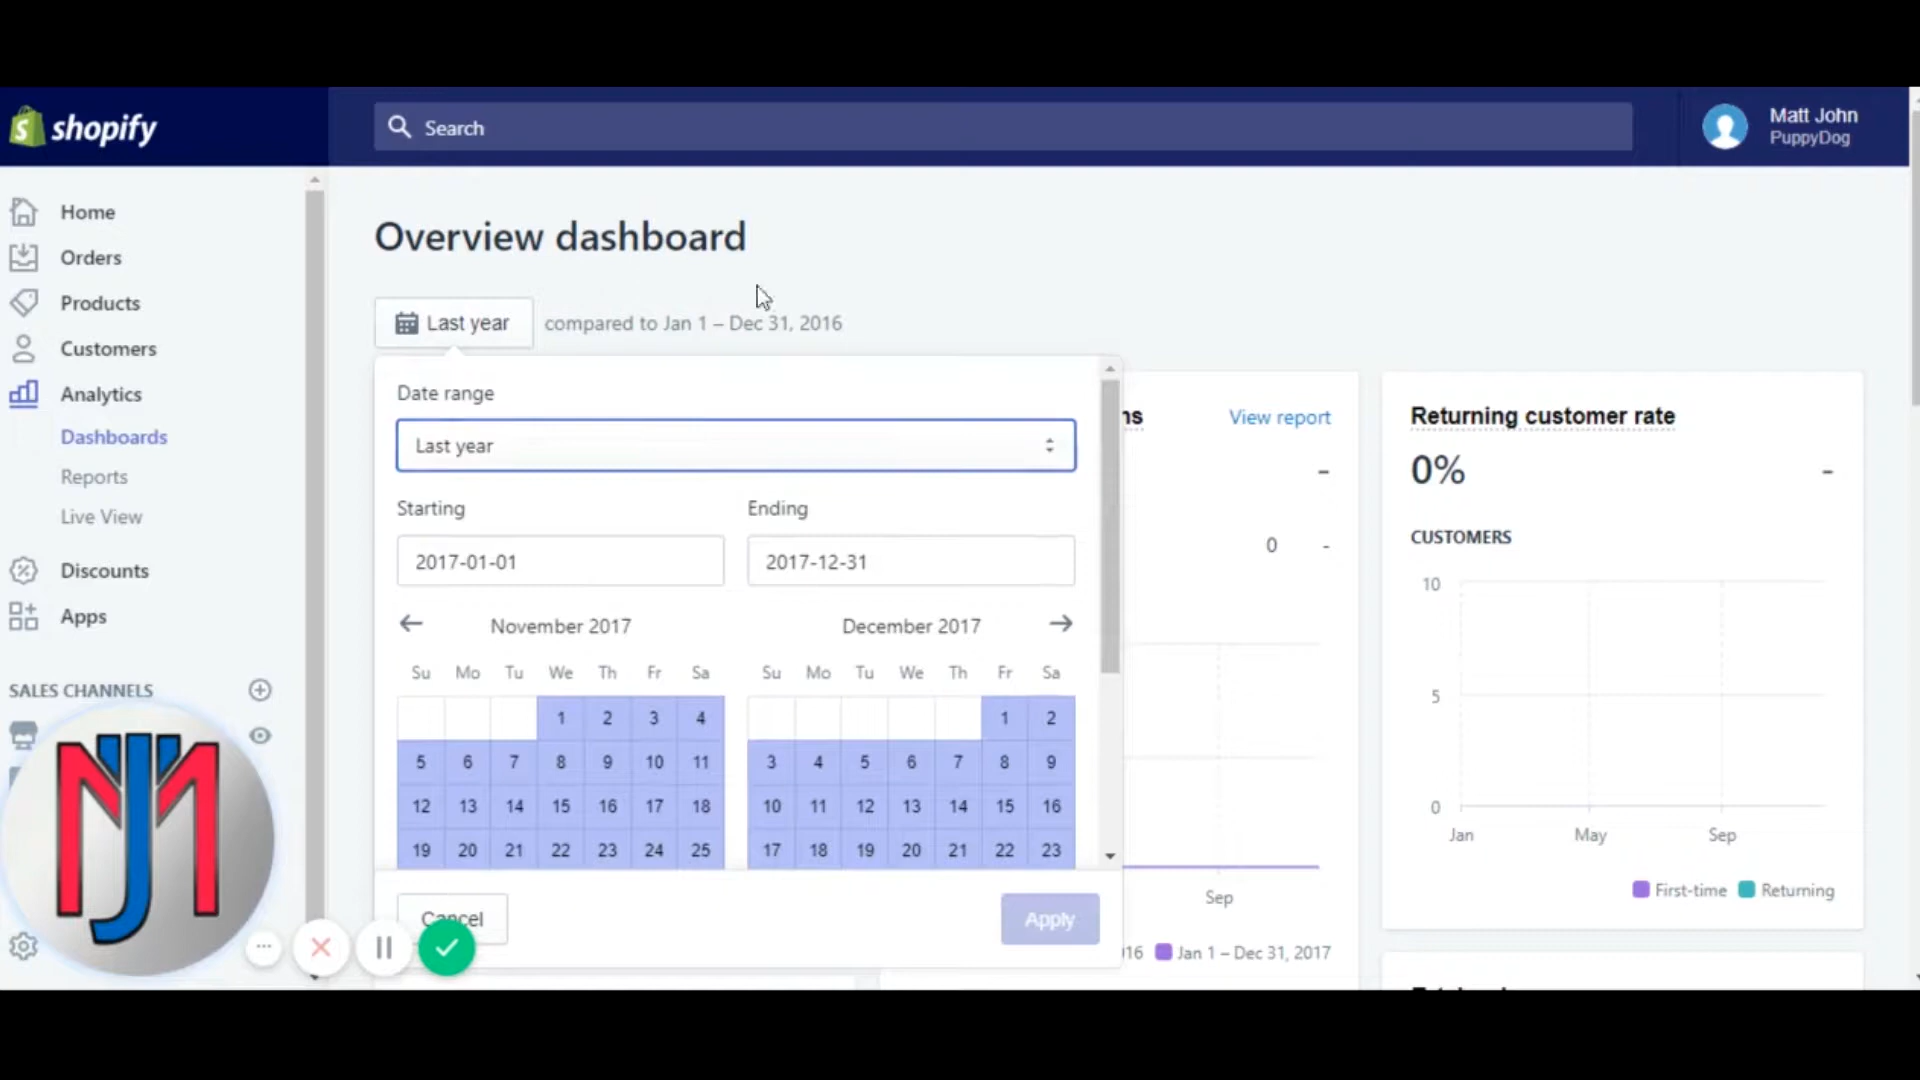 shopify
Search
Matt John
PuppyDog
Home
Orders
Products
Customers
Analytics
Dashboards
Reports
Live View
Discounts
Apps
SALES CHANNELS
MJ
Overview dashboard
Last year
compared to Jan 1 – Dec 31, 2016
Date range
Last year
Starting
Ending
2017-01-01
2017-12-31
November 2017
Su Mo Tu We Th Fr Sa
1 2 3 4
5 6 7 8 9 10 11
12 13 14 15 16 17 18
19 20 21 22 23 24 25
December 2017
Su Mo Tu We Th Fr Sa
1 2
3 4 5 6 7 8 9
10 11 12 13 14 15 16
17 18 19 20 21 22 23
Cancel
Apply
ns
View report
-
0 -
Sep
16
Jan 1 – Dec 31, 2017
Returning customer rate
0% -
CUSTOMERS
10
5
0
Jan May Sep
First-time Returning